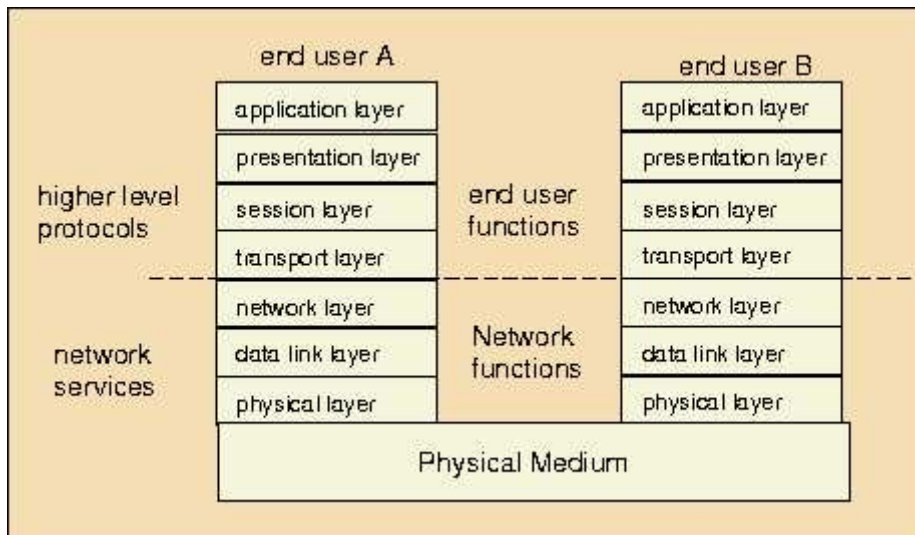 end user A
end user B
application layer
application layer
presentation layer
presentation layer
higher level
protocols
session layer
end user
functions
session layer
transport layer
transport layer
network layer
network layer
network
services
data link layer
Network
functions
data link layer
physical layer
physical layer
Physical Medium